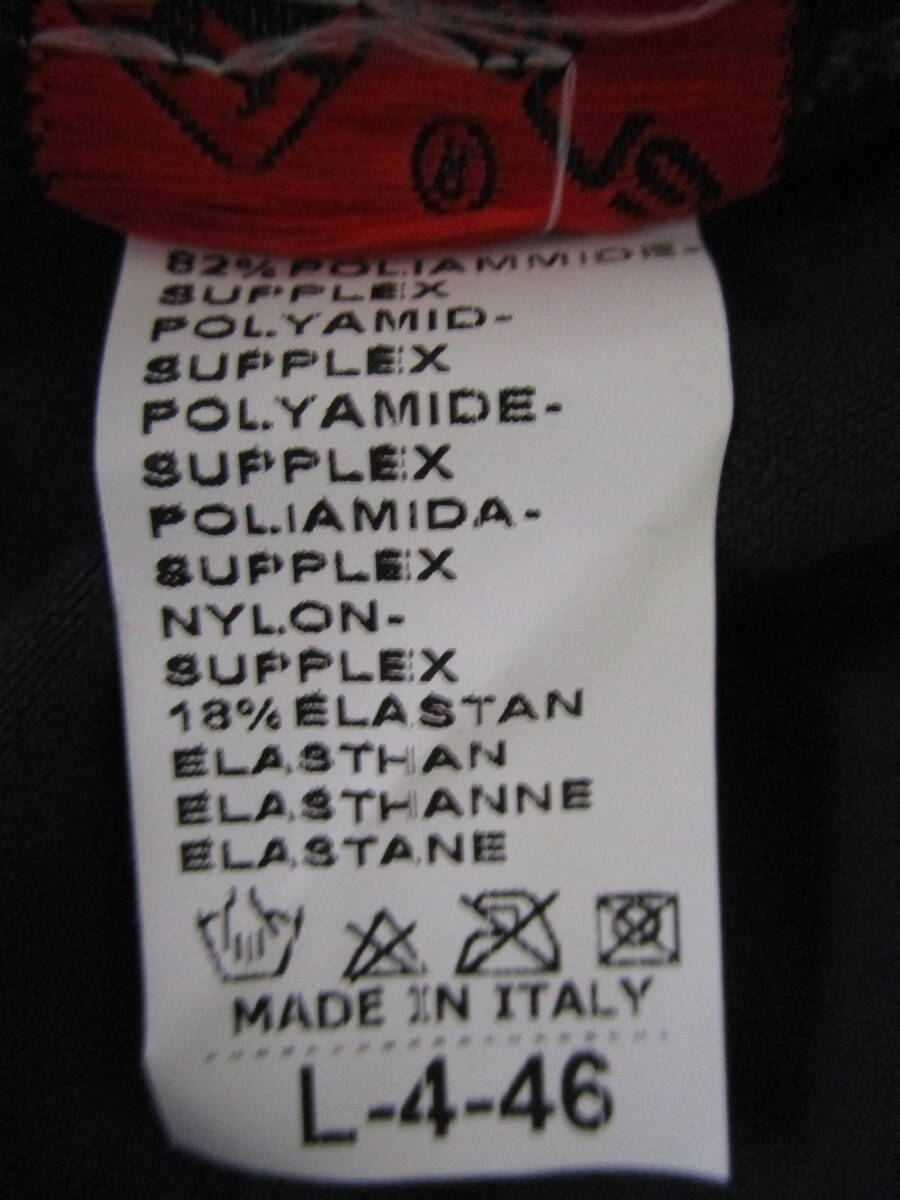 ®
82% POLIAMMIDE-
SUPPLEX
POLYAMID-
SUPPLEX
POLYAMIDE-
SUPPLEX
POLIAMIDA-
SUPPLEX
NYLON-
SUPPLEX
18% ELASTAN
ELASTHAN
ELASTHANNE
ELASTANE
MADE IN ITALY
L-4-46